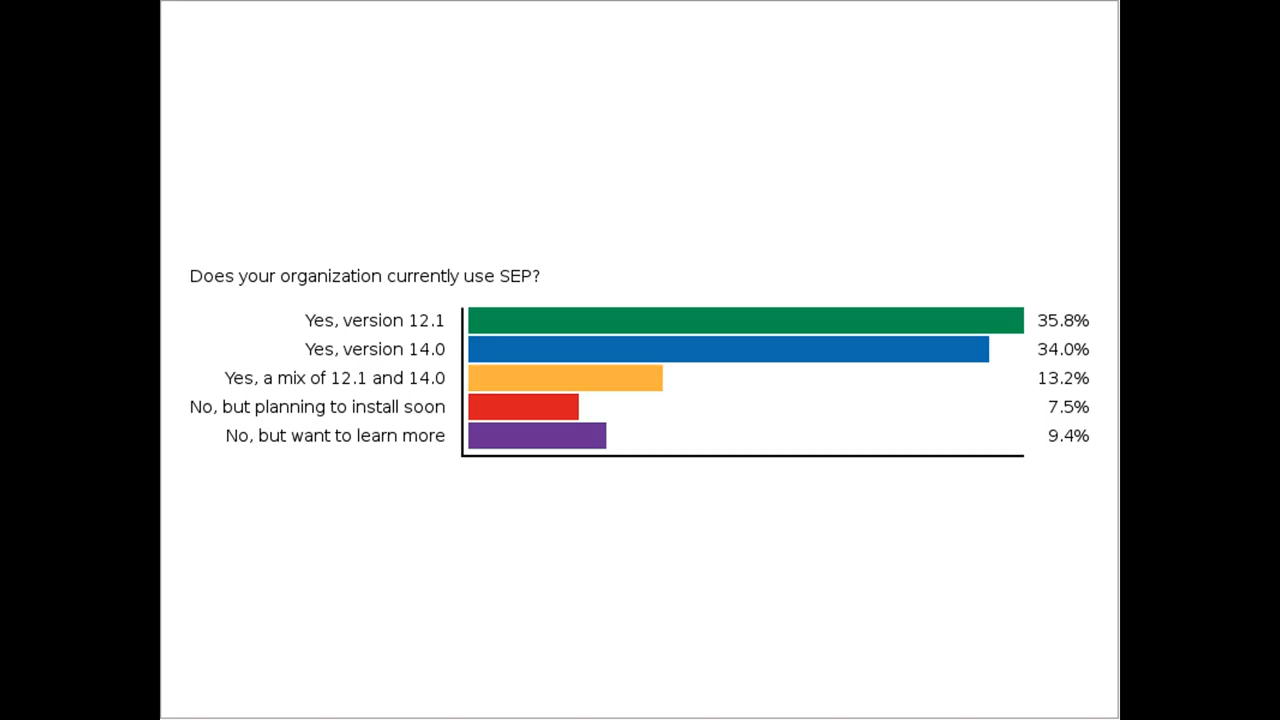 Does your organization currently use SEP?
Yes, version 12.1 35.8%
Yes, version 14.0 34.0%
Yes, a mix of 12.1 and 14.0 13.2%
No, but planning to install soon 7.5%
No, but want to learn more 9.4%